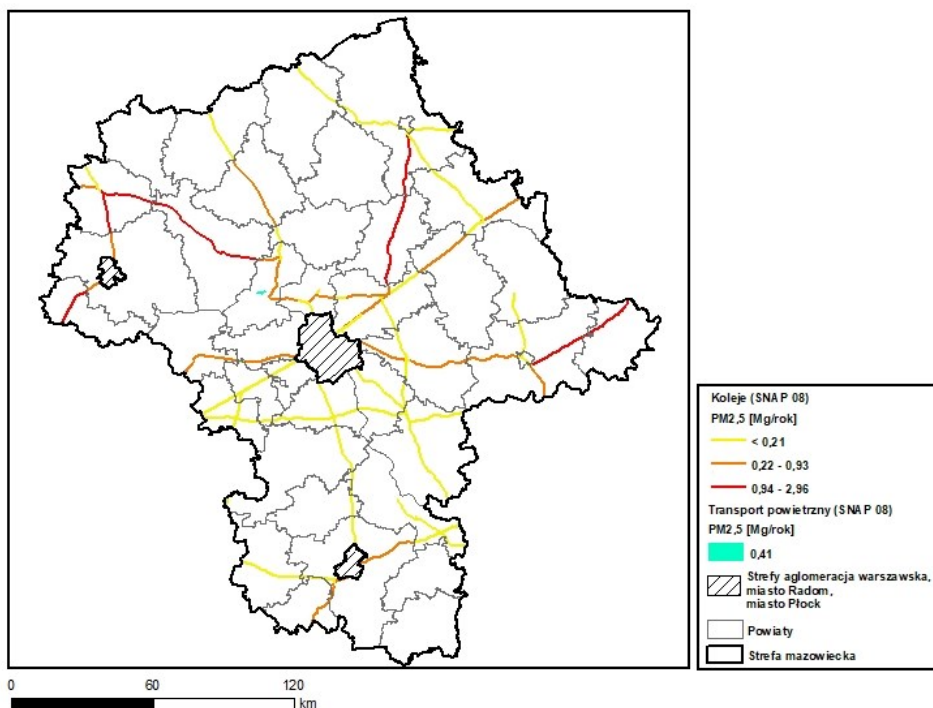 Koleje (SNAP 08)
PM2,5 [Mg/rok]
< 0,21
0,22 - 0,93
0,94 - 2,96
Transport powietrzny (SNAP 08)
PM2,5 [Mg/rok]
0,41
Strefy aglomeracja warszawska,
miasto Radom,
miasto Płock
Powiaty
Strefa mazowiecka
0 60 120
km